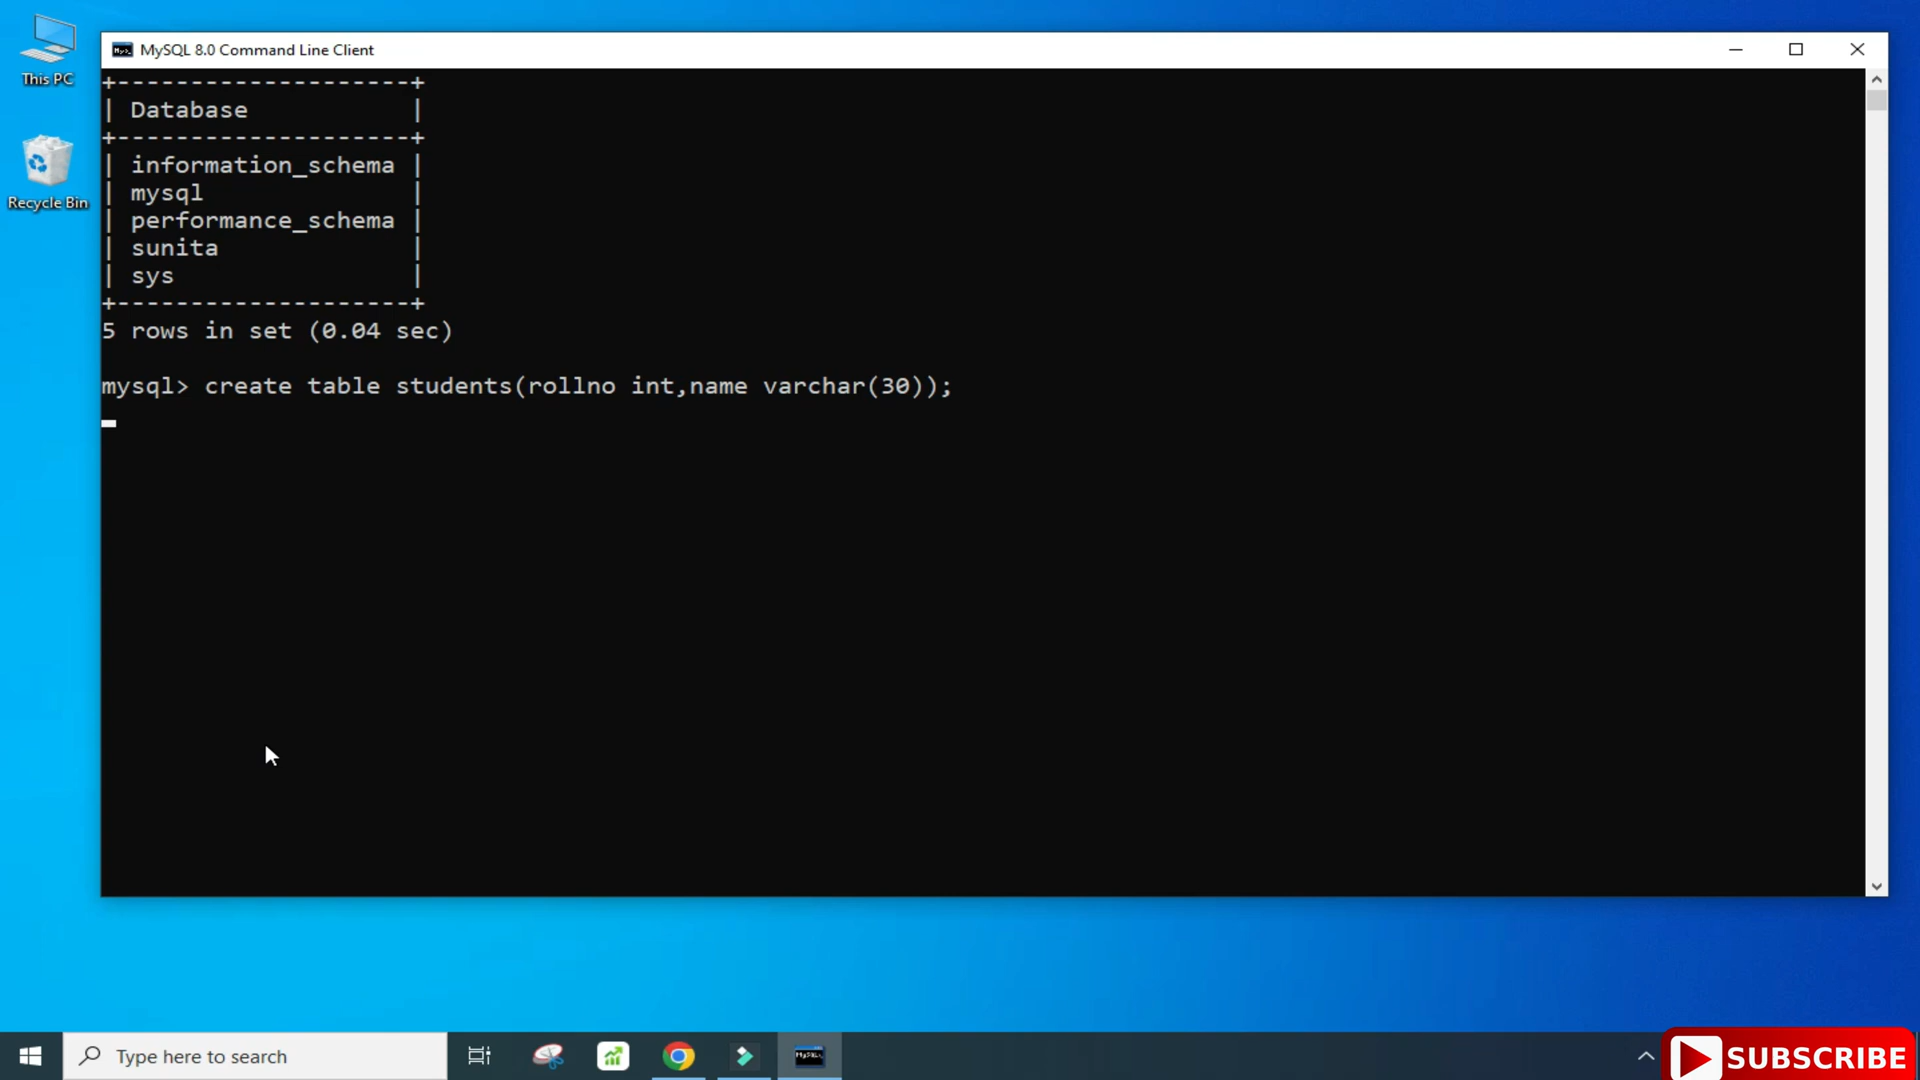 This PC
Recycle Bin
MySQL 8.0 Command Line Client
+--------------------+
| Database           |
+--------------------+
| information_schema |
| mysql              |
| performance_schema |
| sunita             |
| sys                |
+--------------------+
5 rows in set (0.04 sec)
mysql> create table students(rollno int,name varchar(30));
Type here to search
SUBSCRIBE